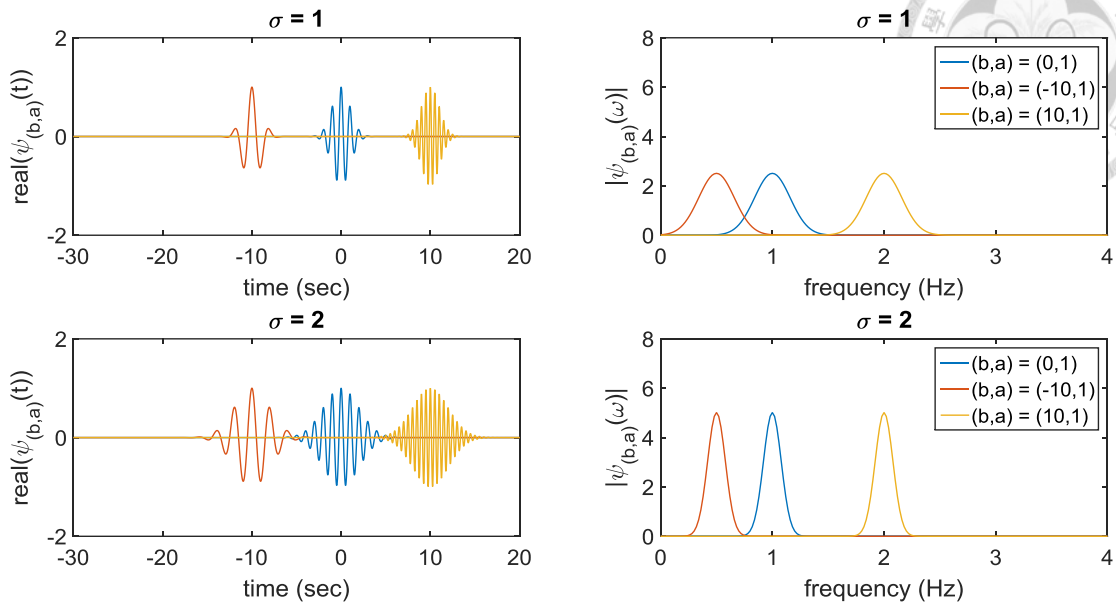 σ = 1
2
0
-2
-30
-20
-10
0
10
20
real(ψ(b,a)(t))
time (sec)
σ = 1
8
6
4
2
0
0
1
2
3
4
|ψ(b,a)(ω)|
frequency (Hz)
(b,a) = (0,1)
(b,a) = (-10,1)
(b,a) = (10,1)
學
σ = 2
2
0
-2
-30
-20
-10
0
10
20
real(ψ(b,a)(t))
time (sec)
σ = 2
8
6
4
2
0
0
1
2
3
4
|ψ(b,a)(ω)|
frequency (Hz)
(b,a) = (0,1)
(b,a) = (-10,1)
(b,a) = (10,1)